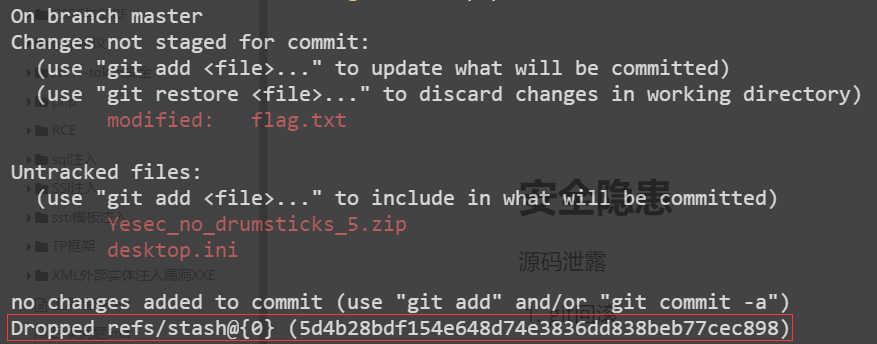 On branch master
Changes not staged for commit:
  (use "git add <file>..." to update what will be committed)
  (use "git restore <file>..." to discard changes in working directory)
        modified:   flag.txt
php
RCE
Untracked files:
sql注入
  (use "git add <file>..." to include in what will be committed)
安全隐患
        Yesec_no_drumsticks_5.zip
ssti模板注入
        desktop.ini
TP框架
源码泄露
XML外部实体注入漏洞XXE
no changes added to commit (use "git add" and/or "git commit -a")
Dropped refs/stash@{0} (5d4b28bdf154e648d74e3836dd838beb77cec898)